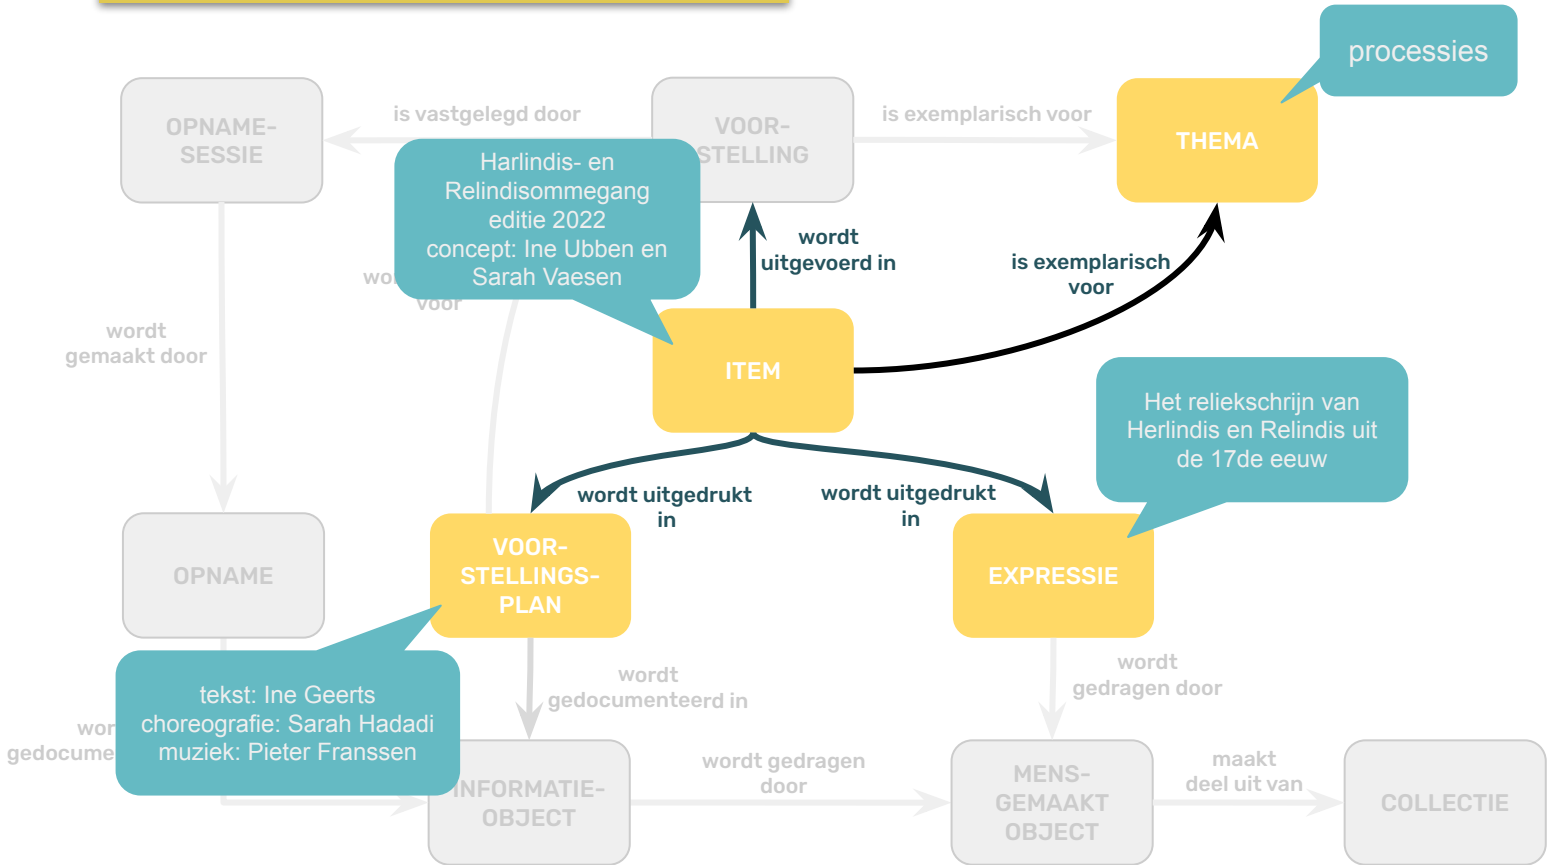 processies
OPNAME-
SESSIE
is vastgelegd door
VOOR-
STELLING
is exemplarisch voor
THEMA
Harlindis- en
Relindisommegang
editie 2022
concept: Ine Ubben en
Sarah Vaesen
wordt
uitgevoerd in
is exemplarisch
voor
voor
wordt
gemaakt door
ITEM
Het reliekschrijn van
Herlindis en Relindis uit
de 17de eeuw
wordt uitgedrukt
in
wordt uitgedrukt
in
OPNAME
VOOR-
STELLINGS-
PLAN
EXPRESSIE
wordt
gedocumenteerd in
wordt
gedragen door
tekst: Ine Geerts
choreografie: Sarah Hadadi
muziek: Pieter Franssen
INFORMATIE-
OBJECT
wordt gedragen
door
MENS-
GEMAAKT
OBJECT
maakt
deel uit van
COLLECTIE